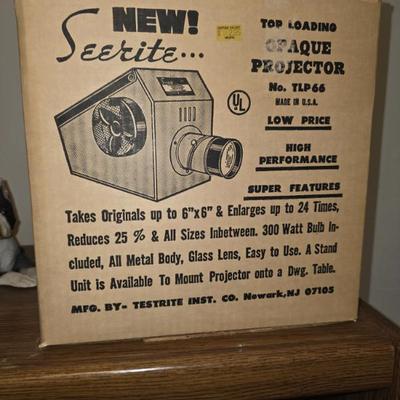 NEW!
Seerite...
TOP LOADING
OPAQUE
PROJECTOR
No. TLP66
MADE IN U.S.A.
UL
LOW PRICE
HIGH
PERFORMANCE
SUPER FEATURES
Takes Originals up to 6"x6" & Enlarges up to 24 Times,
Reduces 25 % & All Sizes Inbetween. 300 Watt Bulb In-
cluded, All Metal Body, Glass Lens, Easy to Use. A Stand
Unit is Available To Mount Projector onto a Dwg. Table.
MFG. BY- TESTRITE INST. CO. Newark,NJ 07105